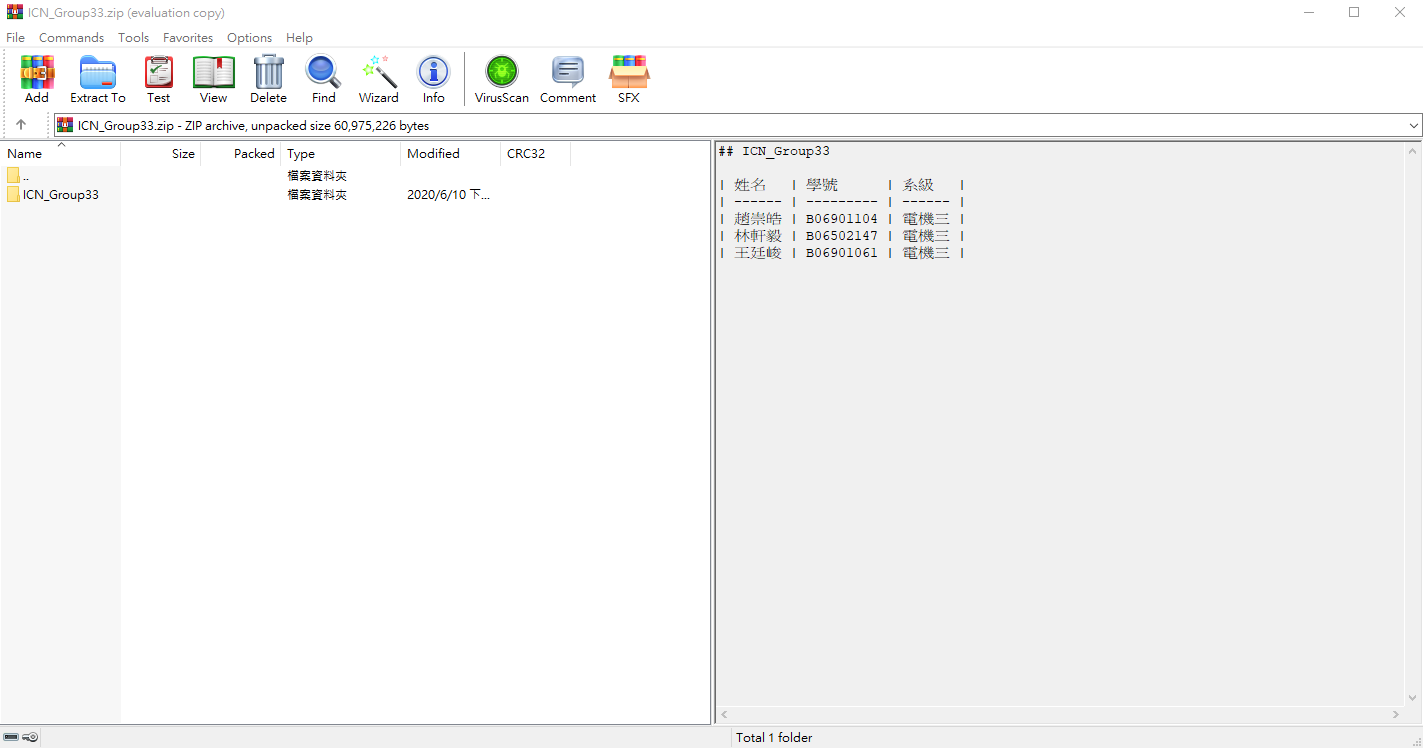 ICN_Group33.zip (evaluation copy)
File Commands Tools Favorites Options Help
Add Extract To Test View Delete Find Wizard Info VirusScan Comment SFX
ICN_Group33.zip - ZIP archive, unpacked size 60,975,226 bytes
Name Size Packed Type Modified CRC32
.. 檔案資料夾
ICN_Group33 檔案資料夾 2020/6/10 下...
## ICN_Group33
| 姓名 | 學號 | 系級 |
| ------ | --------- | ------ |
| 趙崇皓 | B06901104 | 電機三 |
| 林軒毅 | B06502147 | 電機三 |
| 王廷峻 | B06901061 | 電機三 |
Total 1 folder